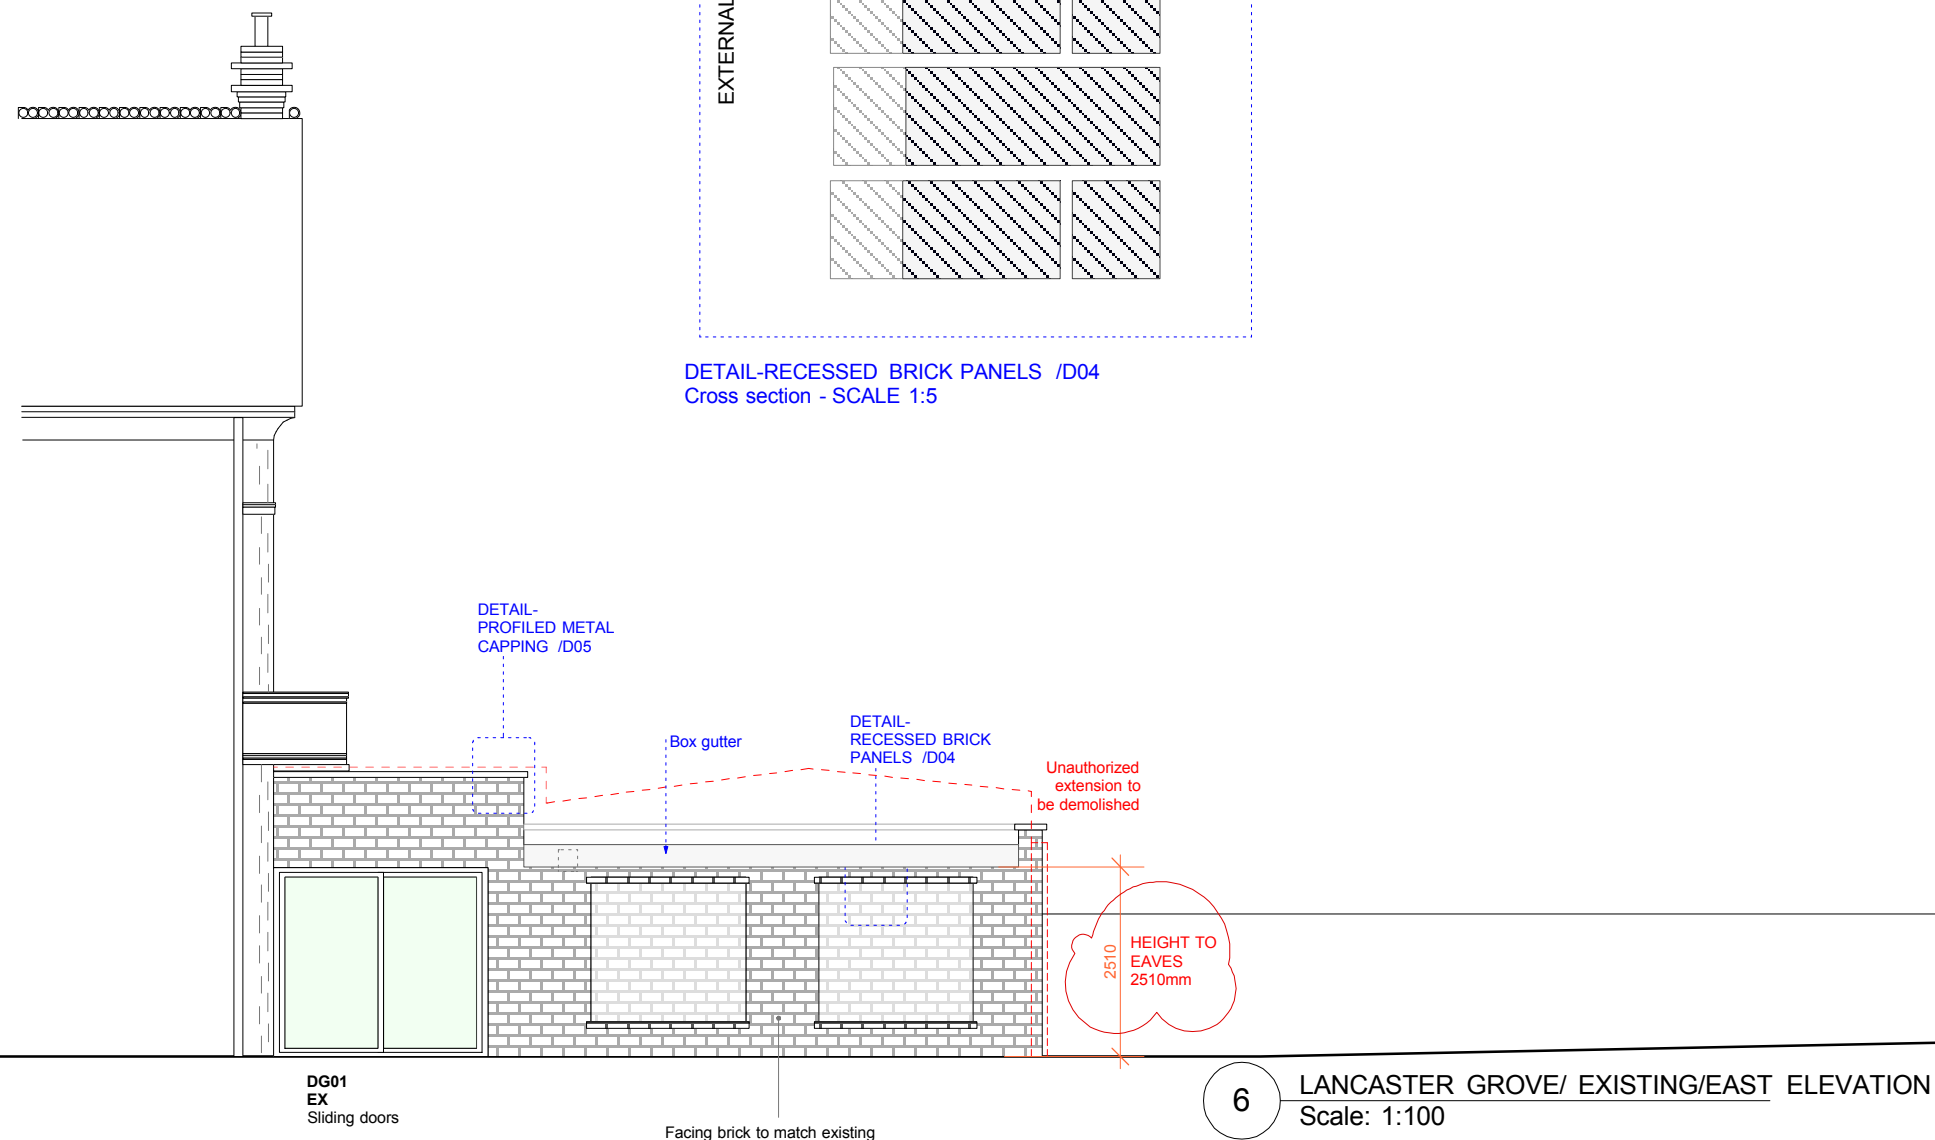 EXTERNAL
DETAIL-RECESSED BRICK PANELS /D04
Cross section - SCALE 1:5
DETAIL-
PROFILED METAL
CAPPING /D05
Box gutter
DETAIL-
RECESSED BRICK
PANELS /D04
Unauthorized
extension to
be demolished
2510
HEIGHT TO
EAVES
2510mm
DG01
EX
Sliding doors
Facing brick to match existing
6
LANCASTER GROVE/ EXISTING/EAST ELEVATION
Scale: 1:100